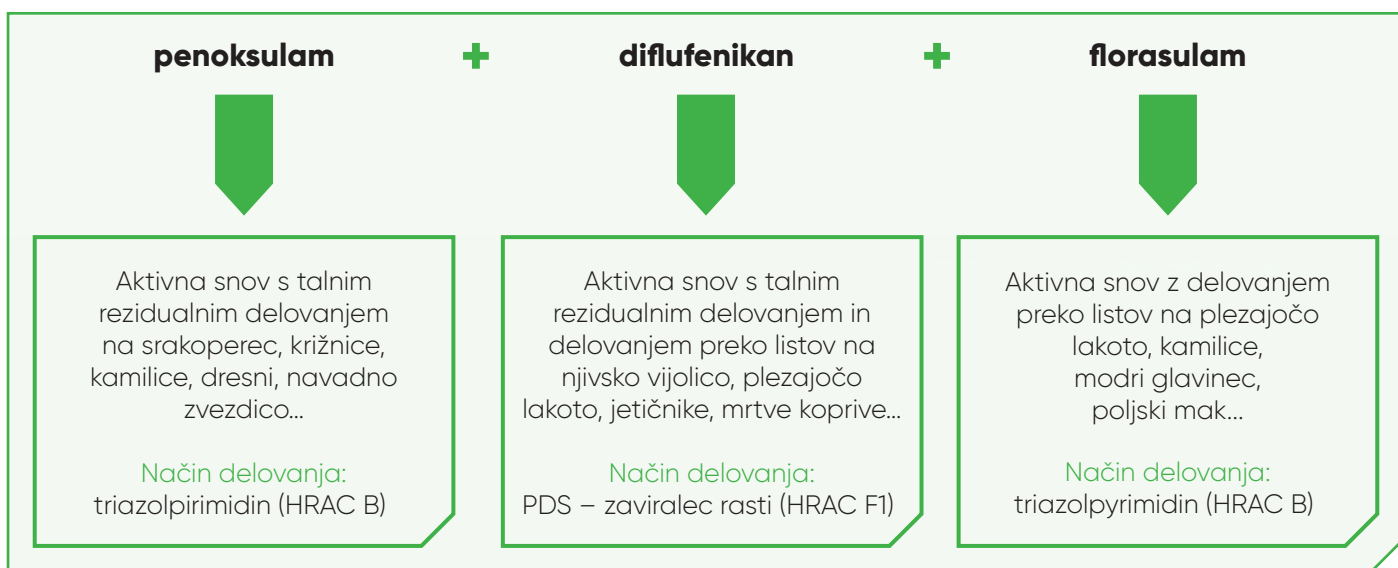 penoksulam + diflufenikan + florasulam
Aktivna snov s talnim
rezidualnim delovanjem
na srakoperec, križnice,
kamilice, dresni, navadno
zvezdico...
Način delovanja:
triazolpirimidin (HRAC B)
Aktivna snov s talnim
rezidualnim delovanjem in
delovanjem preko listov na
njivsko vijolico, plezajočo
lakoto, jetičnike, mrtve koprive...
Način delovanja:
PDS – zaviralec rasti (HRAC F1)
Aktivna snov z delovanjem
preko listov na plezajočo
lakoto, kamilice,
modri glavinec,
poljski mak...
Način delovanja:
triazolpyrimidin (HRAC B)